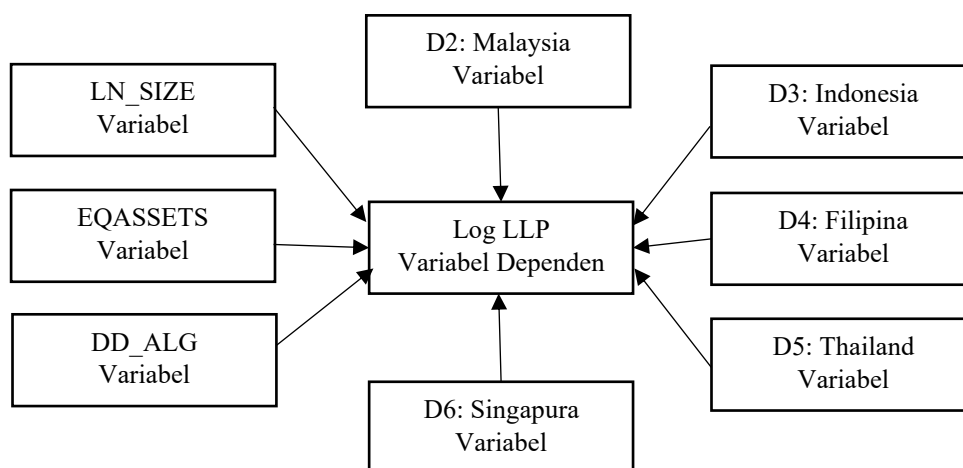 D2: Malaysia
Variabel
LN_SIZE
Variabel
D3: Indonesia
Variabel
EQASSETS
Variabel
Log LLP
Variabel Dependen
D4: Filipina
Variabel
DD_ALG
Variabel
D5: Thailand
Variabel
D6: Singapura
Variabel